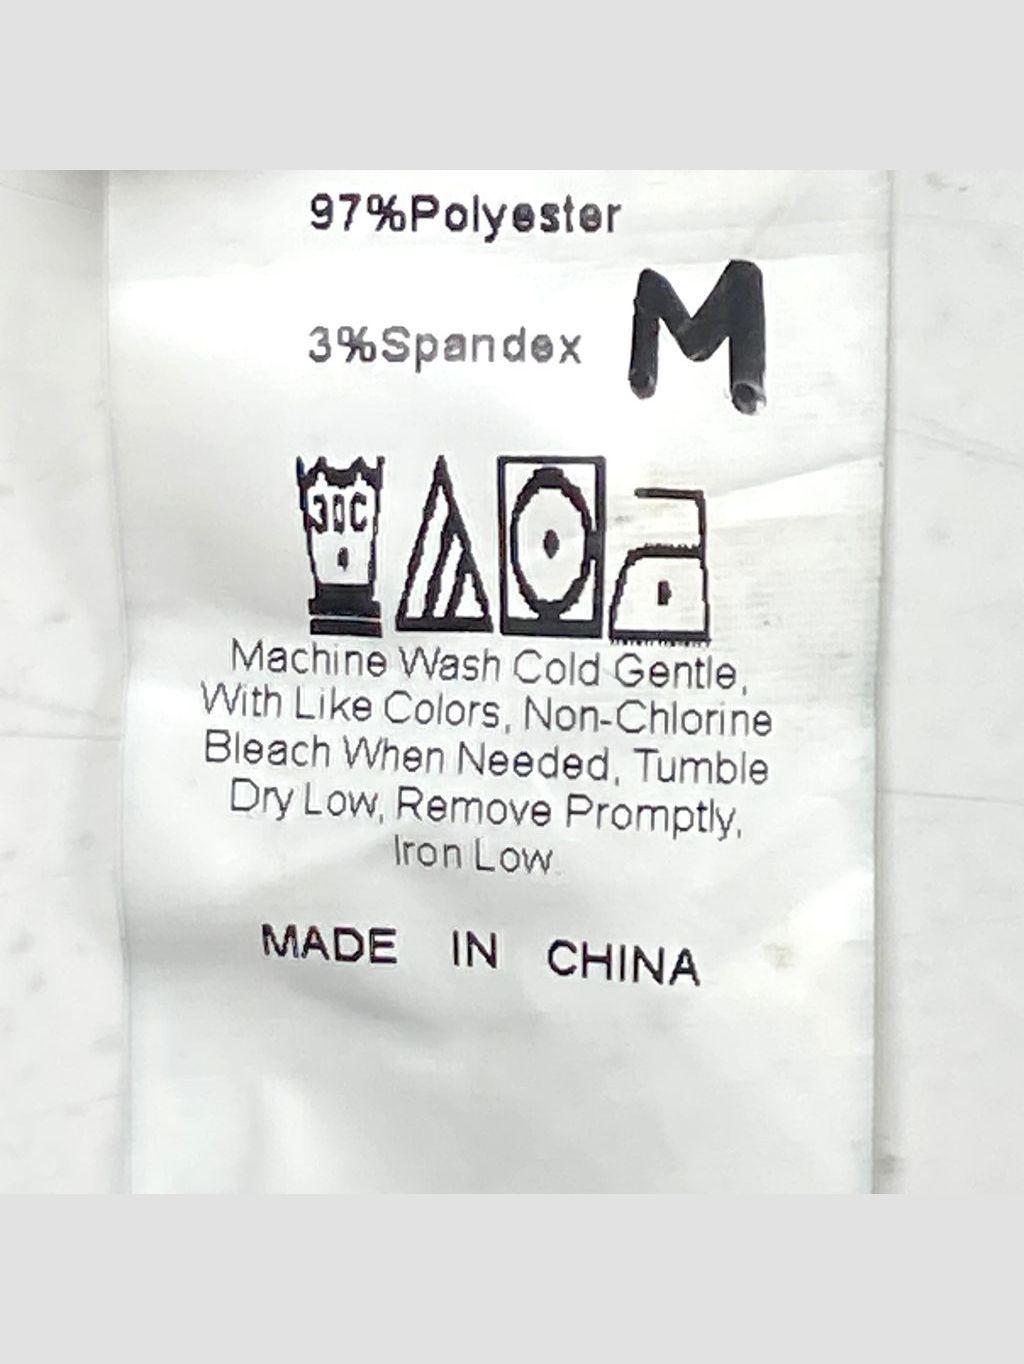 97%Polyester
M
3%Spandex
30C
Machine Wash Cold Gentle,
With Like Colors, Non-Chlorine
Bleach When Needed, Tumble
Dry Low, Remove Promptly,
Iron Low.
MADE IN CHINA